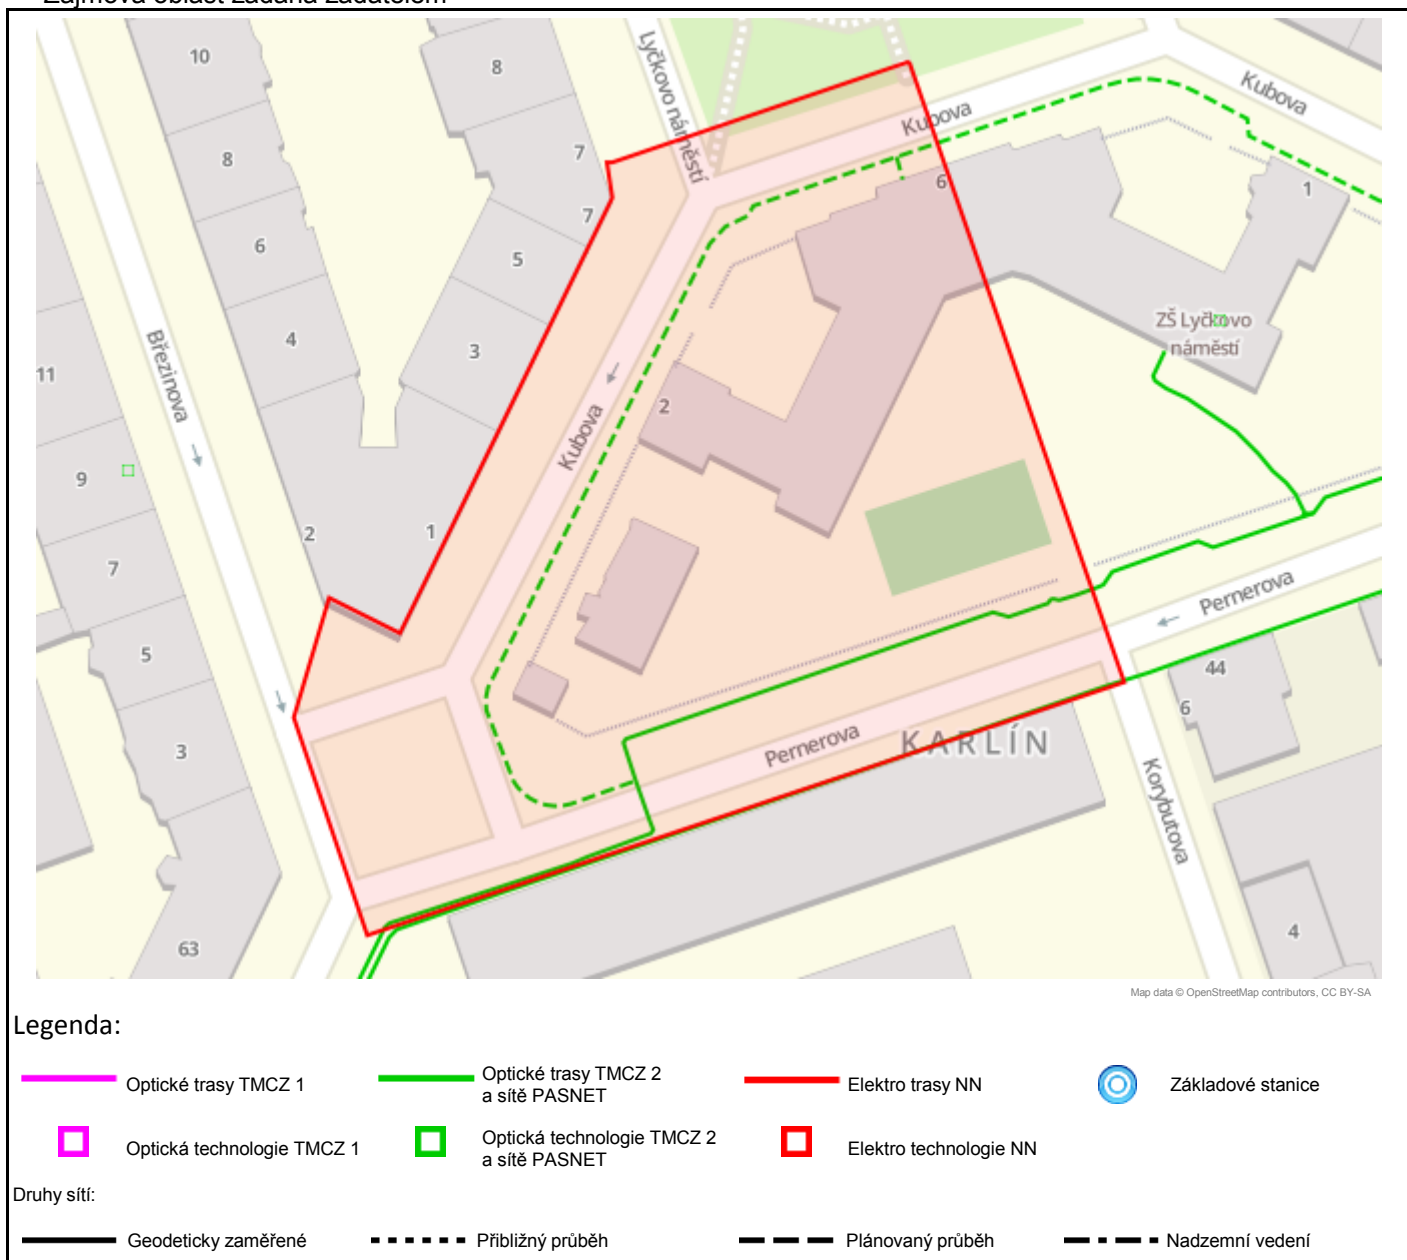 Zájmová oblast zadaná žadatelem
10
8
8
7
6
7
5
4
3
11
9
2
1
7
5
3
63
Březinova
Lyčkovo náměstí
Kubova
Kubova
Kubova
6
1
2
ZŠ Lyčkovo
náměstí
Pernerova
Pernerova
KARLÍN
44
6
Korybutova
4
Map data © OpenStreetMap contributors, CC BY-SA
Legenda:
Optické trasy TMCZ 1
Optické trasy TMCZ 2
a sítě PASNET
Elektro trasy NN
Základové stanice
Optická technologie TMCZ 1
Optická technologie TMCZ 2
a sítě PASNET
Elektro technologie NN
Druhy sítí:
Geodeticky zaměřené
Přibližný průběh
Plánovaný průběh
Nadzemní vedení